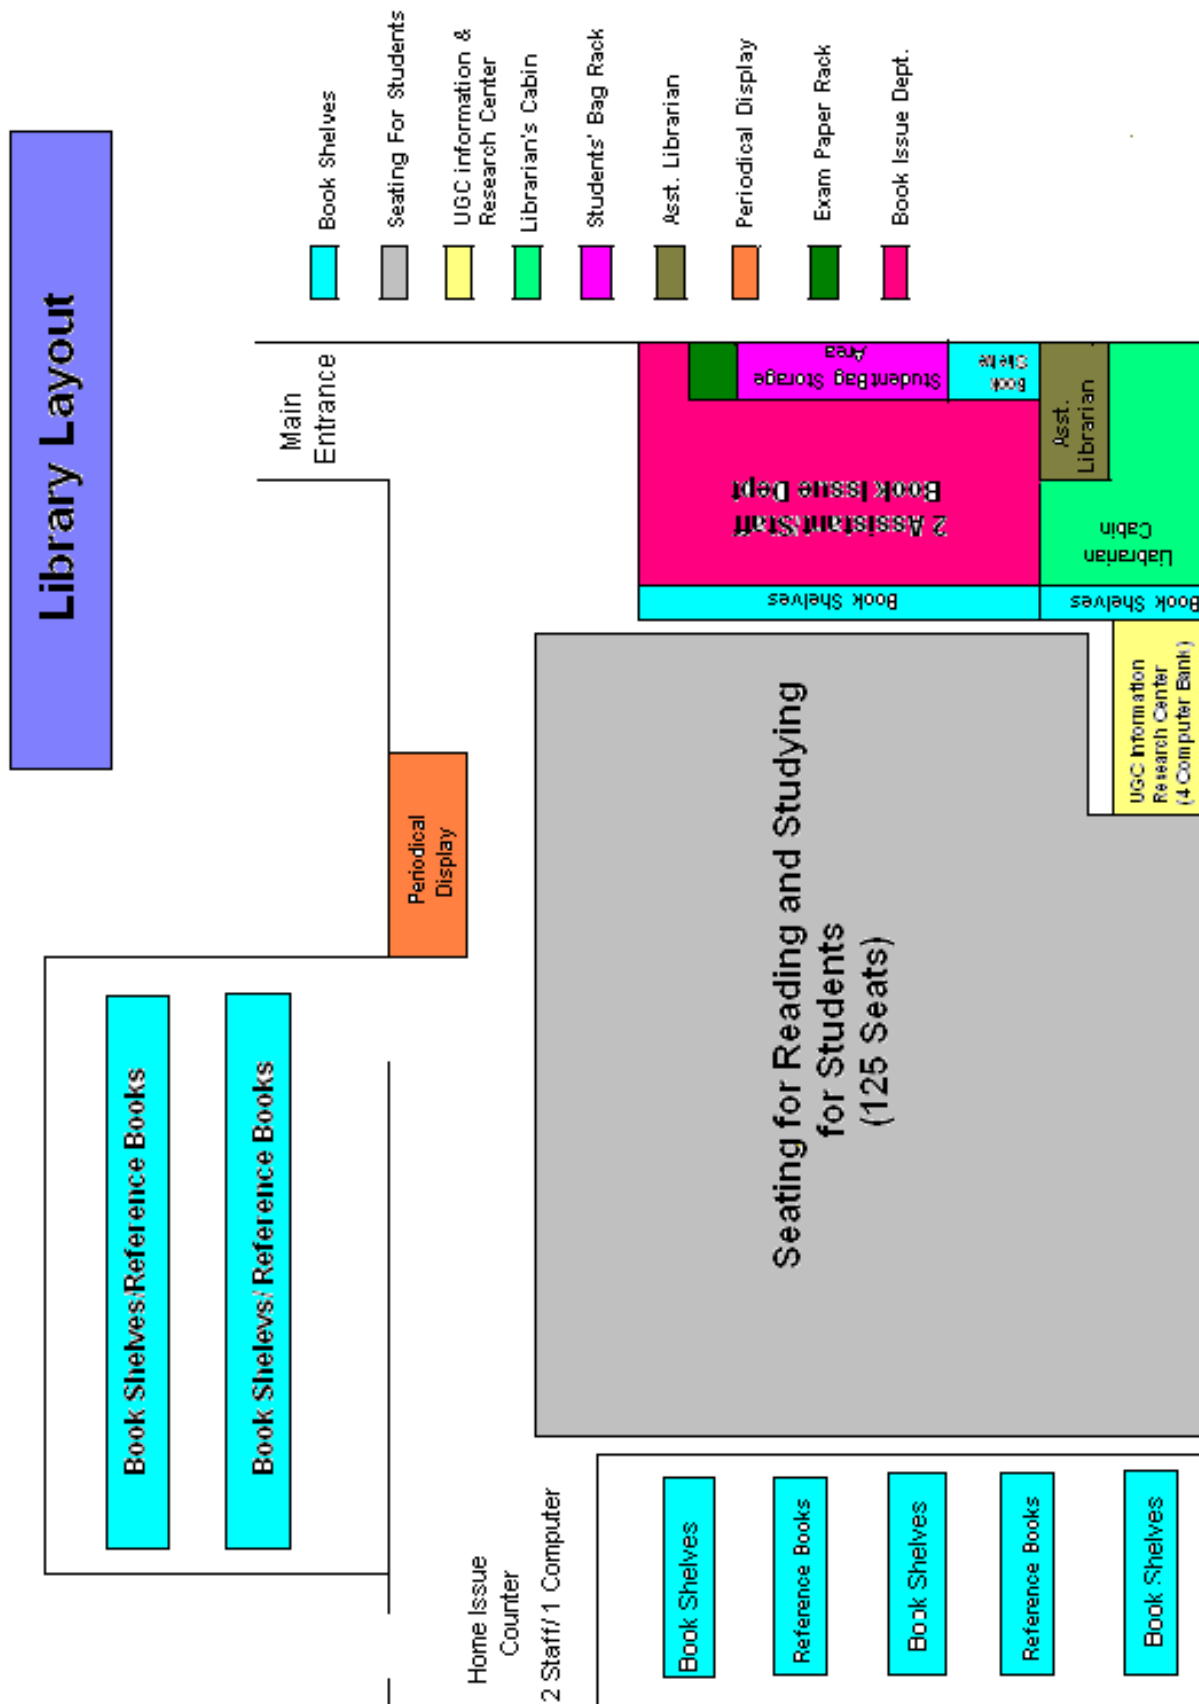 Library Layout
Book Shelves
Seating For Students
UGC information &
Research Center
Librarian's Cabin
Students' Bag Rack
Asst. Librarian
Periodical Display
Exam Paper Rack
Book Issue Dept.
Main
Entrance
Periodical
Display
Book Shelves/Reference Books
Book Shelevs/ Reference Books
StudentBag Storage
Area
Book
Shelve
2 Assistant/Staff
Book Issue Dept
Asst.
Librarian
Liabrarian
Cabin
Book Shelves
Book Shelves
UGC Information
Research Center
(4 Computer Bank)
Seating for Reading and Studying
for Students
(125 Seats)
Home Issue
Counter
2 Staff/1 Computer
Book Shelves
Reference Books
Book Shelves
Reference Books
Book Shelves